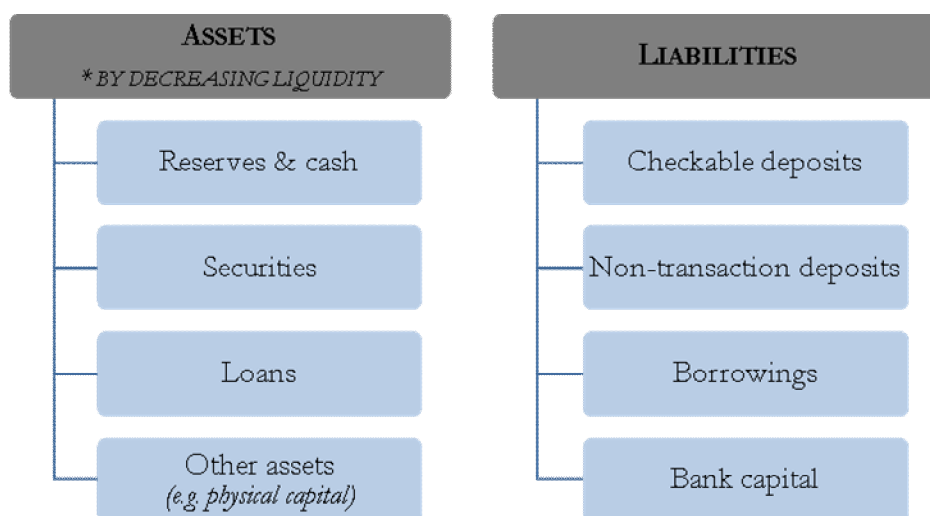 ASSETS
* BY DECREASING LIQUIDITY
Reserves & cash
Securities
Loans
Other assets
(e.g. physical capital)
LIABILITIES
Checkable deposits
Non-transaction deposits
Borrowings
Bank capital